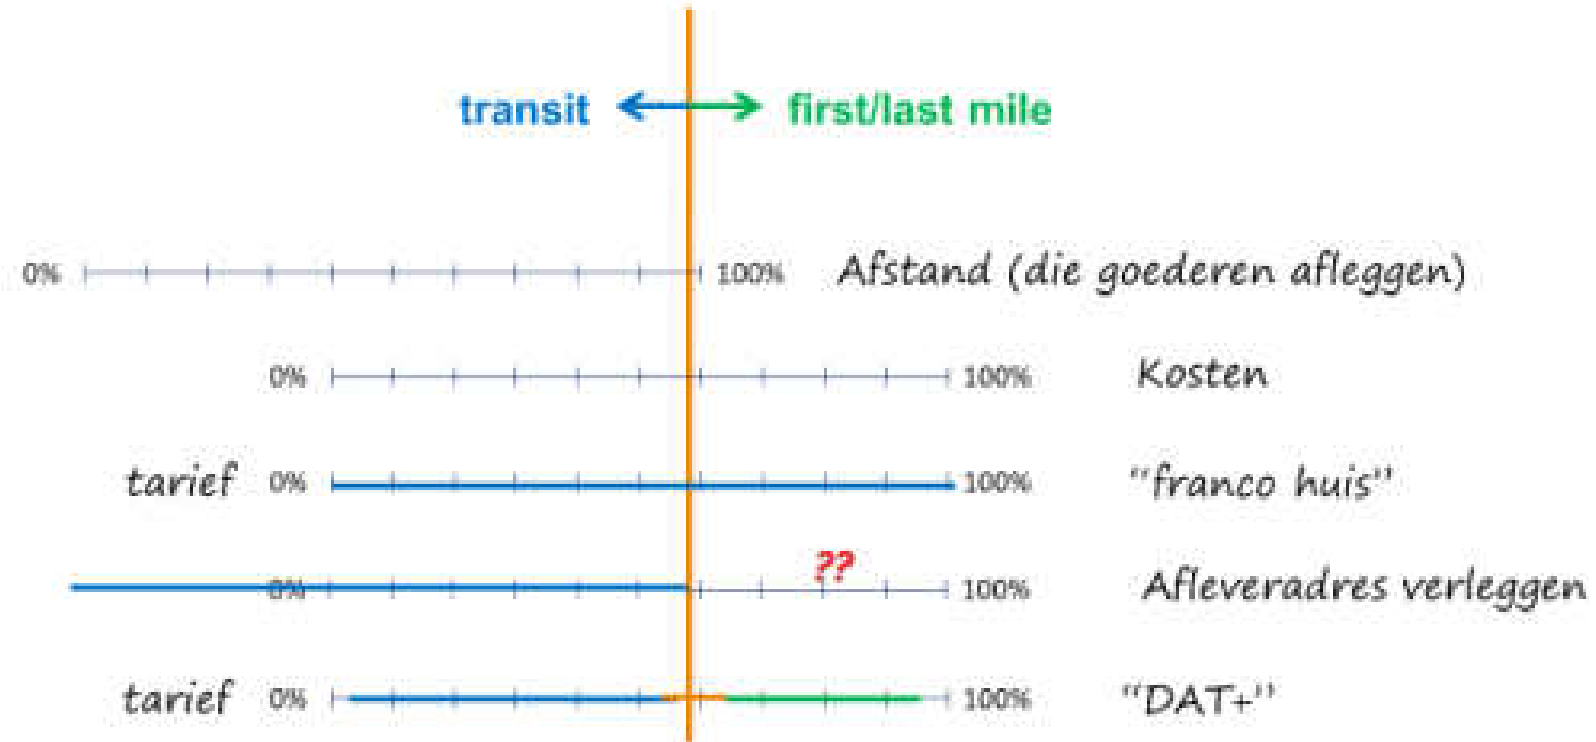 transit first/last mile
0% 100% Afstand (die goederen afleggen)
0% 100% Kosten
tarief 0% 100% "franco huis"
??
0% 100% Afleveradres verleggen
tarief 0% 100% "DAT+"